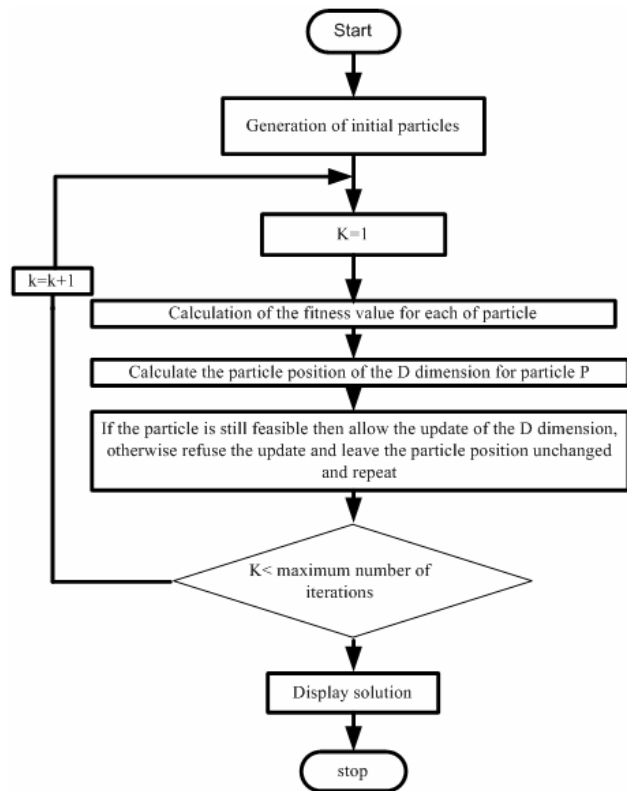 Start
Generation of initial particles
K=1
k=k+1
Calculation of the fitness value for each of particle
Calculate the particle position of the D dimension for particle P
If the particle is still feasible then allow the update of the D dimension,
otherwise refuse the update and leave the particle position unchanged
and repeat
K< maximum number of
iterations
Display solution
stop